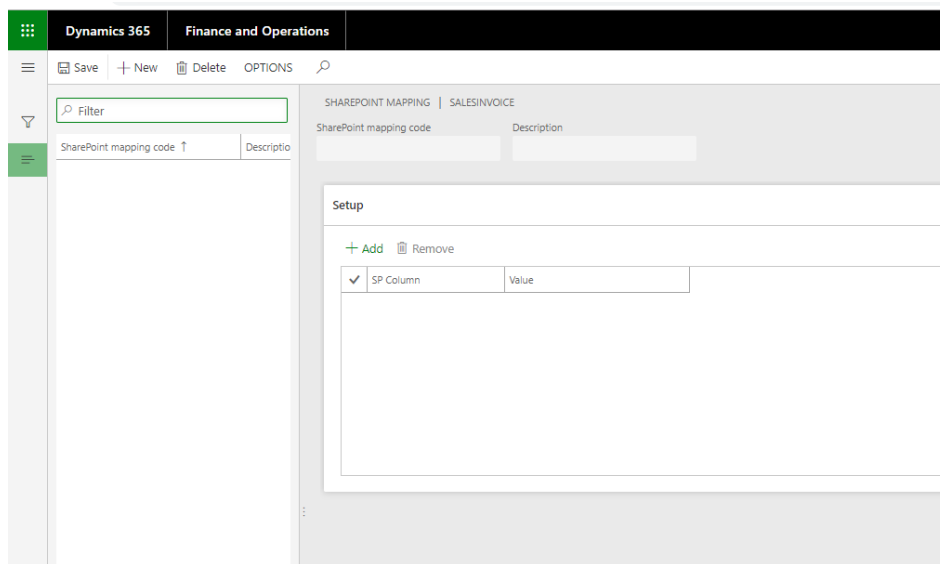 Dynamics 365 Finance and Operations
Save New Delete OPTIONS
Filter
SharePoint mapping code Descriptio
SHAREPOINT MAPPING | SALESINVOICE
SharePoint mapping code Description
Setup
Add Remove
SP Column Value